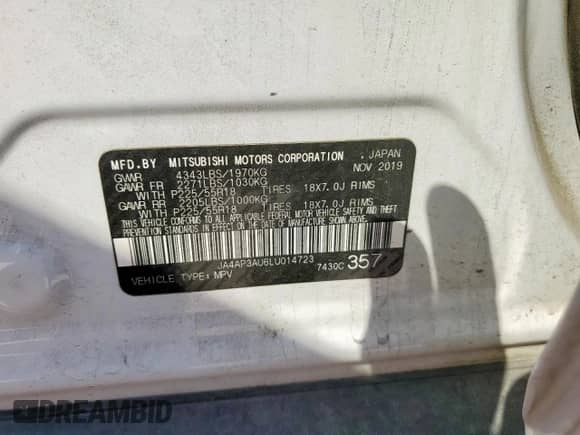 MFD.BY MITSUBISHI MOTORS CORPORATION , JAPAN
GVWR 4343LBS/1970KG NOV 2019
GAWR FR 2271LBS/1030KG
WITH P225/55R18 TIRES 18X7.0J RIMS
GAWR RR 2205LBS/1000KG
WITH P225/55R18 TIRES 18X7.0J RIMS
THIS VEHICLE CONFORMS TO ALL APPLICABLE FEDERAL MOTOR VEHICLE SAFETY AND THEFT
PREVENTION STANDARDS IN EFFECT ON THE DATE OF MANUFACTURE SHOWN ABOVE.
JA4AP3AU6LU014723
VEHICLE TYPE: MPV 7430C 357
DREAMBID